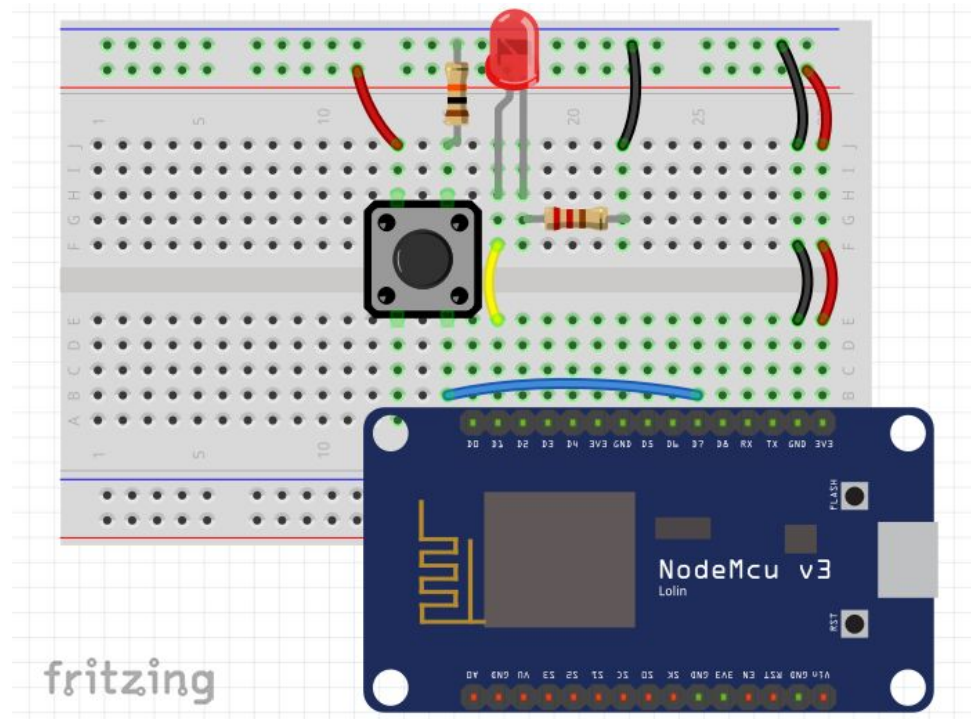 1 5 10 20 25
J J
I I
H H
G G
F F
E E
D D
C C
B B
A
1 5 10
D0 D1 D2 D3 D4 3V3 GND D5 D6 D7 D8 RX TX GND 3V3
FLASH
NodeMcu v3
Lolin
RST
A0 GND VU S3 S2 S1 SC SO SK GND 3V3 EN RST GND Vin
fritzing